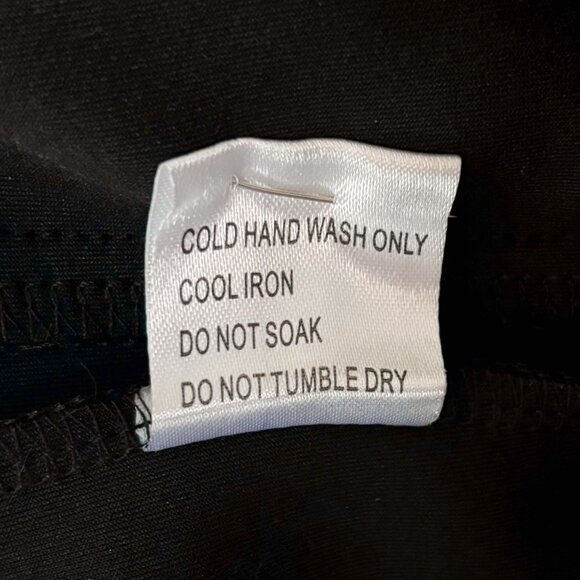 COLD HAND WASH ONLY
COOL IRON
DO NOT SOAK
DO NOT TUMBLE DRY